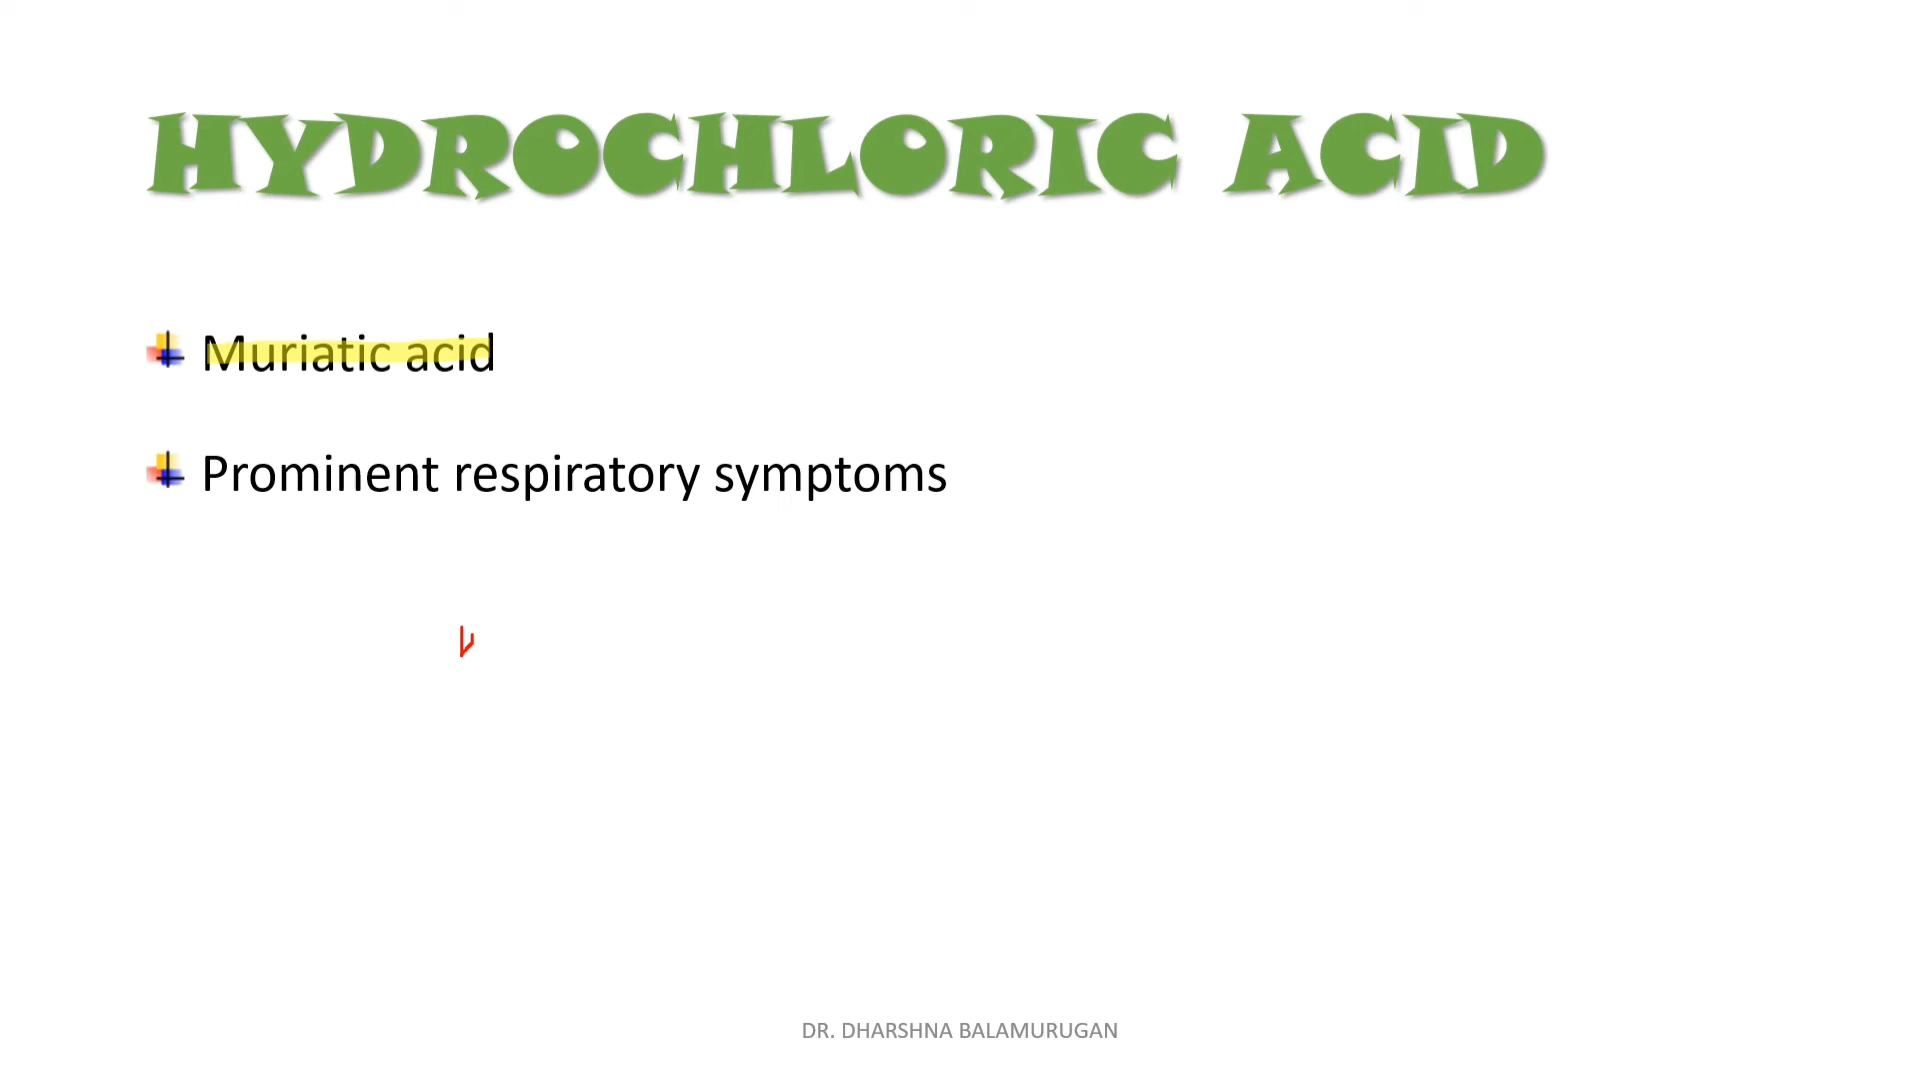 HYDROCHLORIC ACID
Muriatic acid
Prominent respiratory symptoms
DR. DHARSHNA BALAMURUGAN